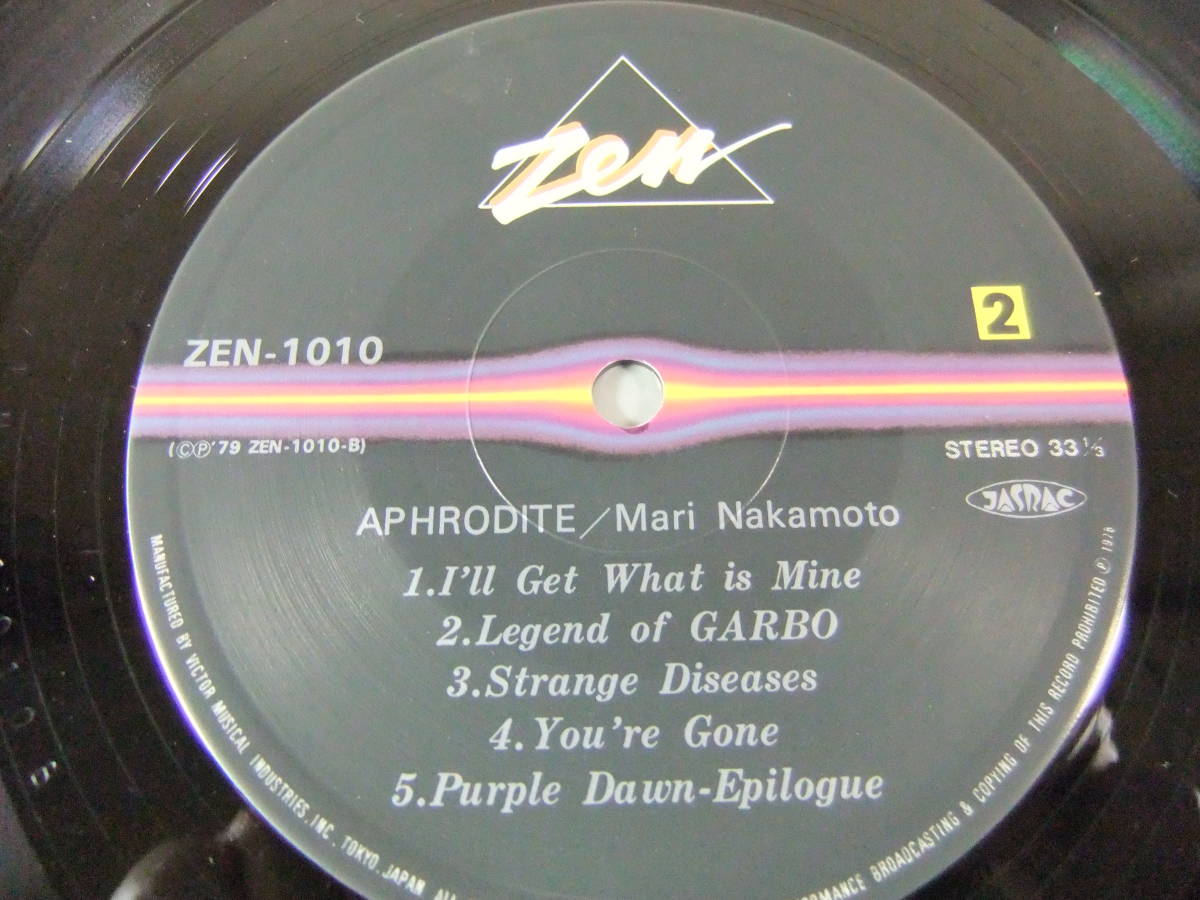 Zen
2
ZEN-1010
(ⒸⓅ'79 ZEN-1010-B)
STEREO 33⅓
JASRAC
APHRODITE/Mari Nakamoto
1.I'll Get What is Mine
2.Legend of GARBO
3.Strange Diseases
4.You're Gone
5.Purple Dawn-Epilogue
MANUFACTURED BY VICTOR MUSICAL INDUSTRIES, INC. TOKYO, JAPAN
BROADCASTING & COPYING OF THIS RECORD PROHIBITED Ⓟ